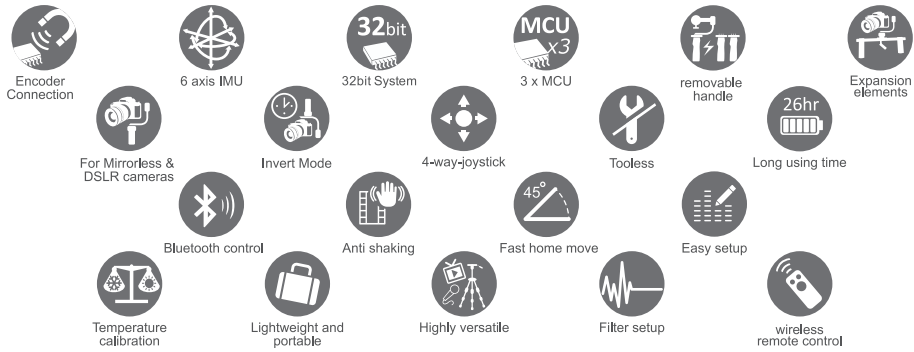 32bit
MCU
x3
Encoder
Connection
6 axis IMU
32bit System
3 x MCU
removable
handle
Expansion
elements
26hr
For Mirrorless &
DSLR cameras
Invert Mode
4-way-joystick
Tooless
Long using time
45°
Bluetooth control
Anti shaking
Fast home move
Easy setup
Temperature
calibration
Lightweight and
portable
Highly versatile
Filter setup
wireless
remote control